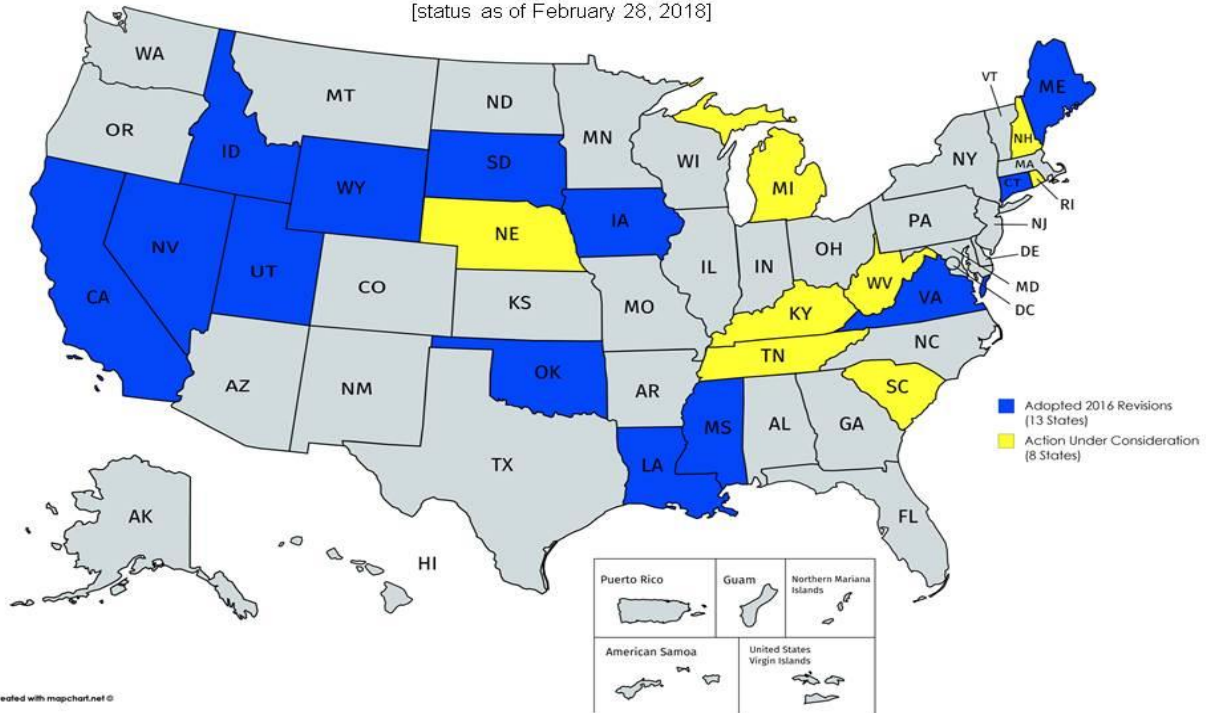 [status as of February 28, 2018]
WA
MT
ND
MN
OR
ID
WY
SD
WI
MI
VT
ME
NH
NY
MA
CT
RI
NV
UT
NE
IA
PA
NJ
CA
CO
KS
MO
IL
IN
OH
DE
WV
VA
MD
DC
KY
AZ
NM
OK
AR
TN
NC
SC
TX
LA
MS
AL
GA
FL
AK
HI
Adopted 2016 Revisions
(13 States)
Action Under Consideration
(8 States)
Puerto Rico
Guam
Northern Mariana
Islands
American Samoa
United States
Virgin Islands
eated with mapchart.net ©